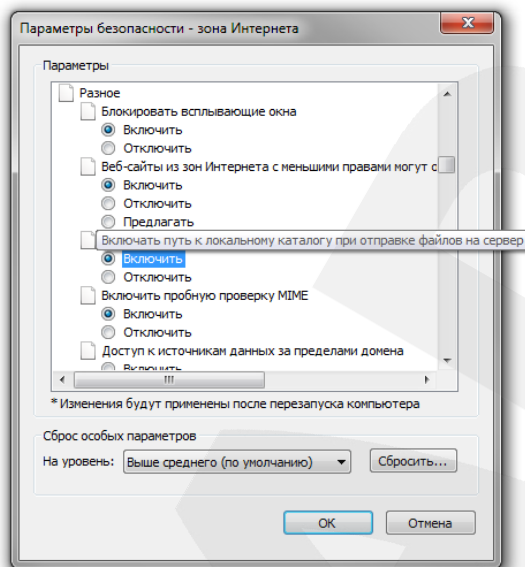 Параметры безопасности - зона Интернета
Параметры
Разное
Блокировать всплывающие окна
Включить
Отключить
Веб-сайты из зон Интернета с меньшими правами могут с
Включить
Отключить
Предлагать
Включать путь к локальному каталогу при отправке файлов на сервер
Включить
Отключить
Включить пробную проверку MIME
Включить
Отключить
Доступ к источникам данных за пределами домена
Включить
* Изменения будут применены после перезапуска компьютера
Сброс особых параметров
На уровень: Выше среднего (по умолчанию) Сбросить...
ОК Отмена